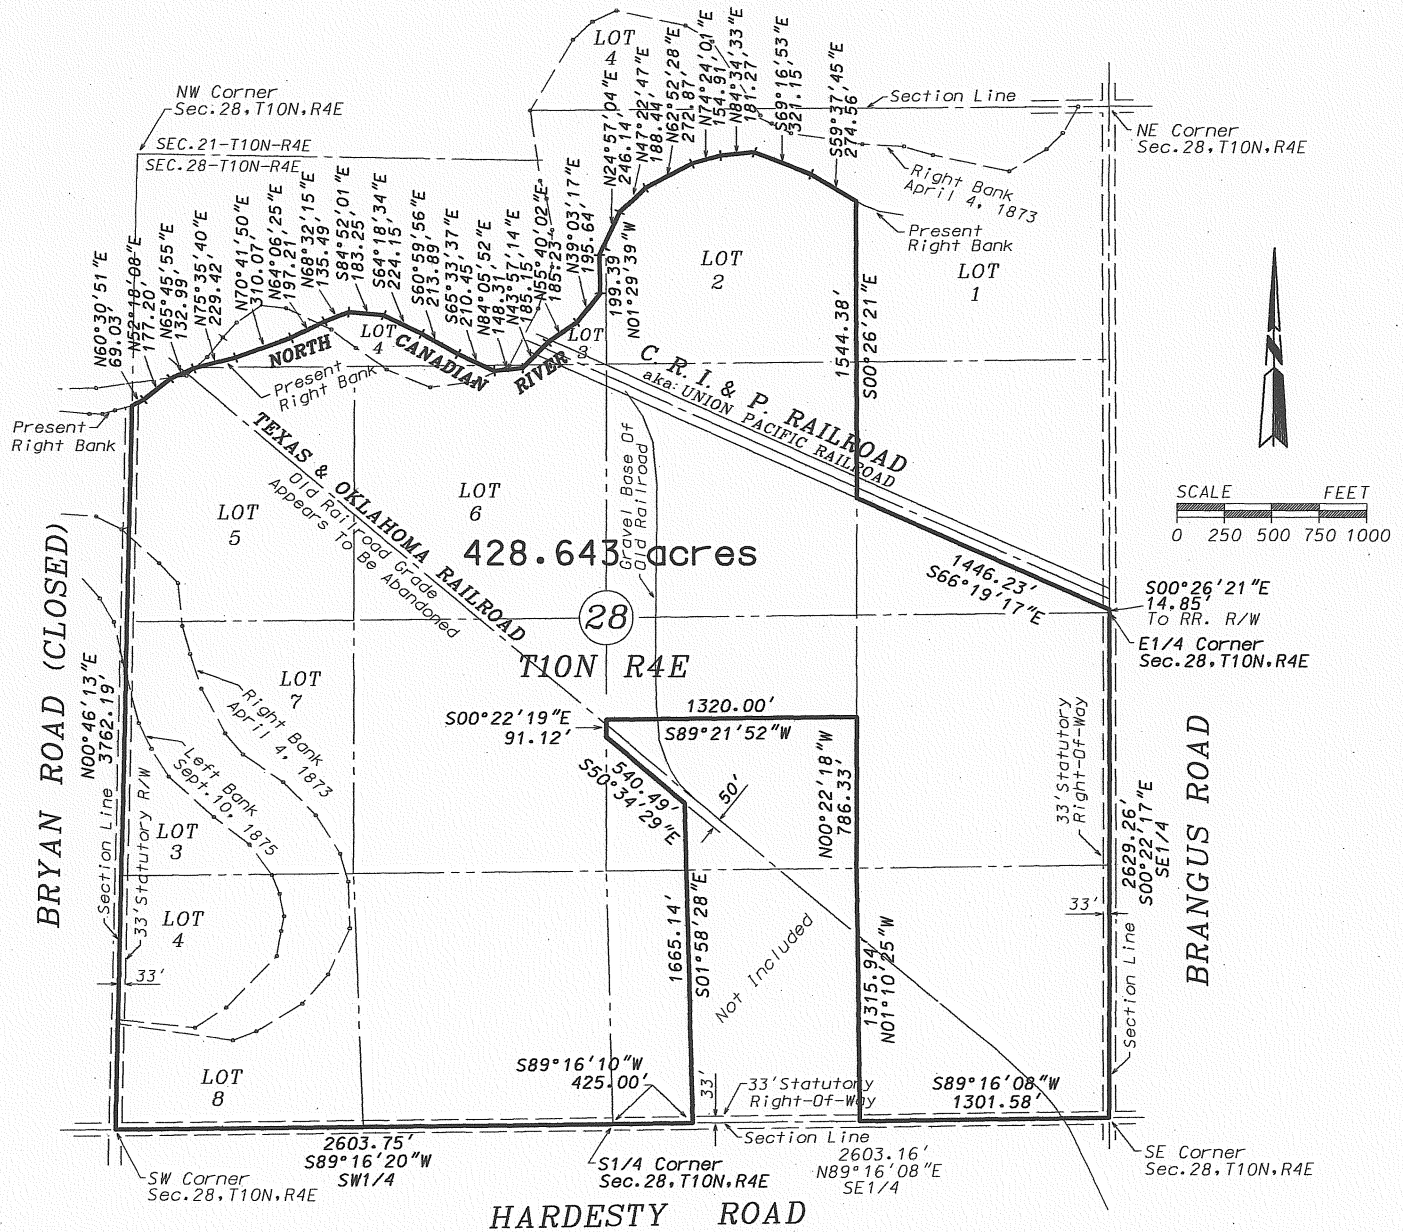 LOT
4
NW Corner
Sec.28,T10N,R4E
SEC.21-T10N-R4E
SEC.28-T10N-R4E
Section Line
NE Corner
Sec.28,T10N,R4E
N60°30'51"E
69.03'
N52°18'08"E
177.20'
N65°45'55"E
132.99'
N75°35'40"E
229.42'
N70°41'50"E
310.07'
N64°06'25"E
197.21'
N68°32'15"E
135.49'
S84°52'01"E
183.25'
S64°18'34"E
224.15'
S60°59'56"E
213.89'
S65°33'37"E
210.45'
N84°05'52"E
148.31'
N43°57'14"E
185.15'
N55°40'02"E
185.23'
N39°03'17"E
195.64'
N01°29'39"W
199.39'
N24°57'04"E
246.14'
N47°22'47"E
188.44'
N62°52'28"E
272.87'
N74°24'01"E
154.91'
N84°34'33"E
181.27'
S69°16'53"E
321.15'
S59°37'45"E
274.56'
Right Bank
April 4, 1873
Present
Right Bank
LOT
1
LOT
2
1544.38'
S00°26'21"E
LOT
3
LOT
4
NORTH
CANADIAN
RIVER
Present
Right Bank
Present
Right Bank
C. R. I. & P. RAILROAD
aka: UNION PACIFIC RAILROAD
TEXAS & OKLAHOMA RAILROAD
Old Railroad Grade
Appears To Be Abandoned
Gravel Base Of
Old Railroad
LOT
5
LOT
6
428.643 acres
28
T10N R4E
SCALE FEET
0 250 500 750 1000
1446.23'
S66°19'17"E
S00°26'21"E
14.85'
To RR. R/W
E1/4 Corner
Sec.28,T10N,R4E
BRYAN ROAD (CLOSED)
N00°46'13"E
3762.19'
LOT
7
Right Bank
April 4, 1873
Left Bank
Sept.10, 1875
LOT
3
LOT
4
Section Line
33'Statutory R/W
33'
LOT
8
S00°22'19"E
91.12'
1320.00'
S89°21'52"W
540.49'
S50°34'29"E
50'
N00°22'18"W
786.33'
1665.14'
S01°58'28"E
Not Included
1315.94'
N01°10'25"W
33'Statutory
Right-Of-Way
2629.26'
S00°22'17"E
SE1/4
33'
Section Line
BRANGUS ROAD
S89°16'10"W
425.00'
33'
33'Statutory
Right-Of-Way
S89°16'08"W
1301.58'
Section Line
2603.75'
S89°16'20"W
SW1/4
2603.16'
N89°16'08"E
SE1/4
SW Corner
Sec.28,T10N,R4E
S1/4 Corner
Sec.28,T10N,R4E
SE Corner
Sec.28,T10N,R4E
HARDESTY ROAD